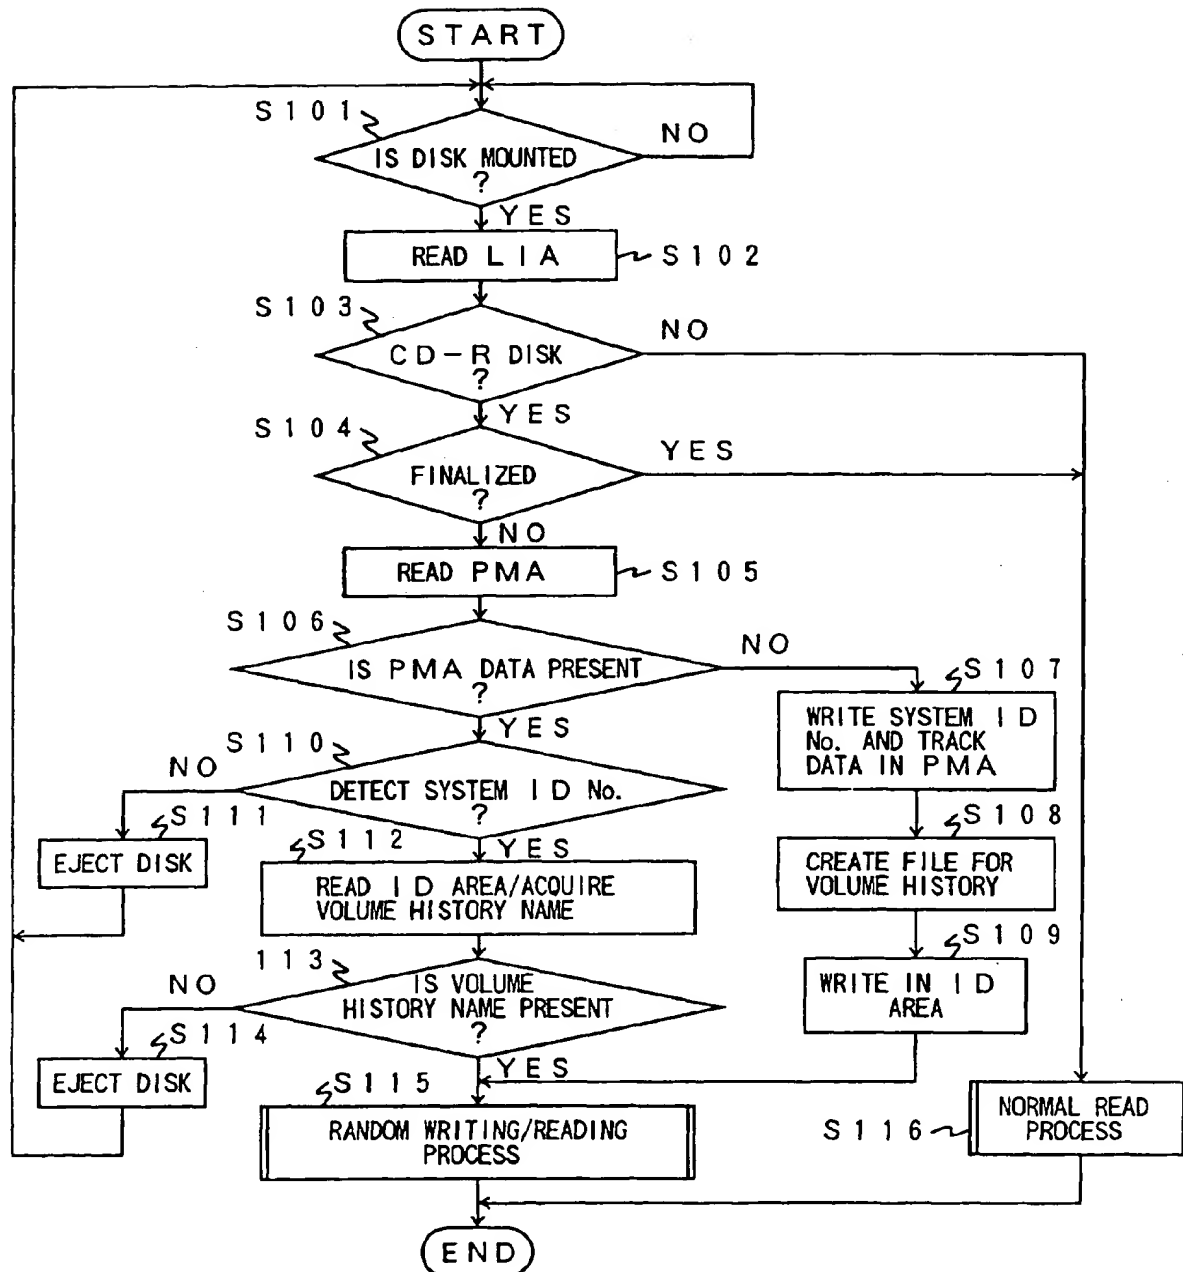 START
S101
NO
IS DISK MOUNTED
?
YES
READ LIA
S102
S103
NO
CD-R DISK
?
YES
S104
YES
FINALIZED
?
NO
READ PMA
S105
S106
NO
IS PMA DATA PRESENT
?
S107
WRITE SYSTEM ID
No. AND TRACK
DATA IN PMA
YES
S110
NO
DETECT SYSTEM ID No.
?
S111
EJECT DISK
YES
S112
READ ID AREA/ACQUIRE
VOLUME HISTORY NAME
S108
CREATE FILE FOR
VOLUME HISTORY
S109
WRITE IN ID
AREA
113
NO
IS VOLUME
HISTORY NAME PRESENT
?
S114
EJECT DISK
YES
S115
RANDOM WRITING/READING
PROCESS
S116
NORMAL READ
PROCESS
END